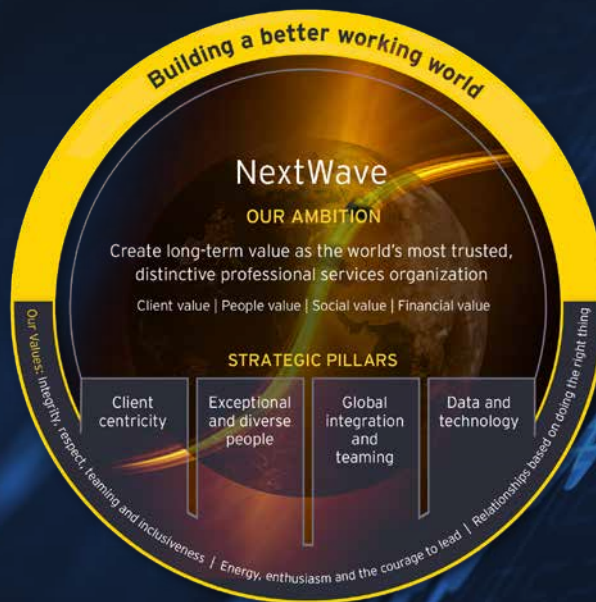 Building a better working world
NextWave
OUR AMBITION
Create long-term value as the world's most trusted,
distinctive professional services organization
Client value | People value | Social value | Financial value
STRATEGIC PILLARS
Client
centricity
Exceptional
and diverse
people
Global
integration
and
teaming
Data and
technology
Our Values: Integrity, respect, teaming and inclusiveness | Energy, enthusiasm and the courage to lead | Relationships based on doing the right thing